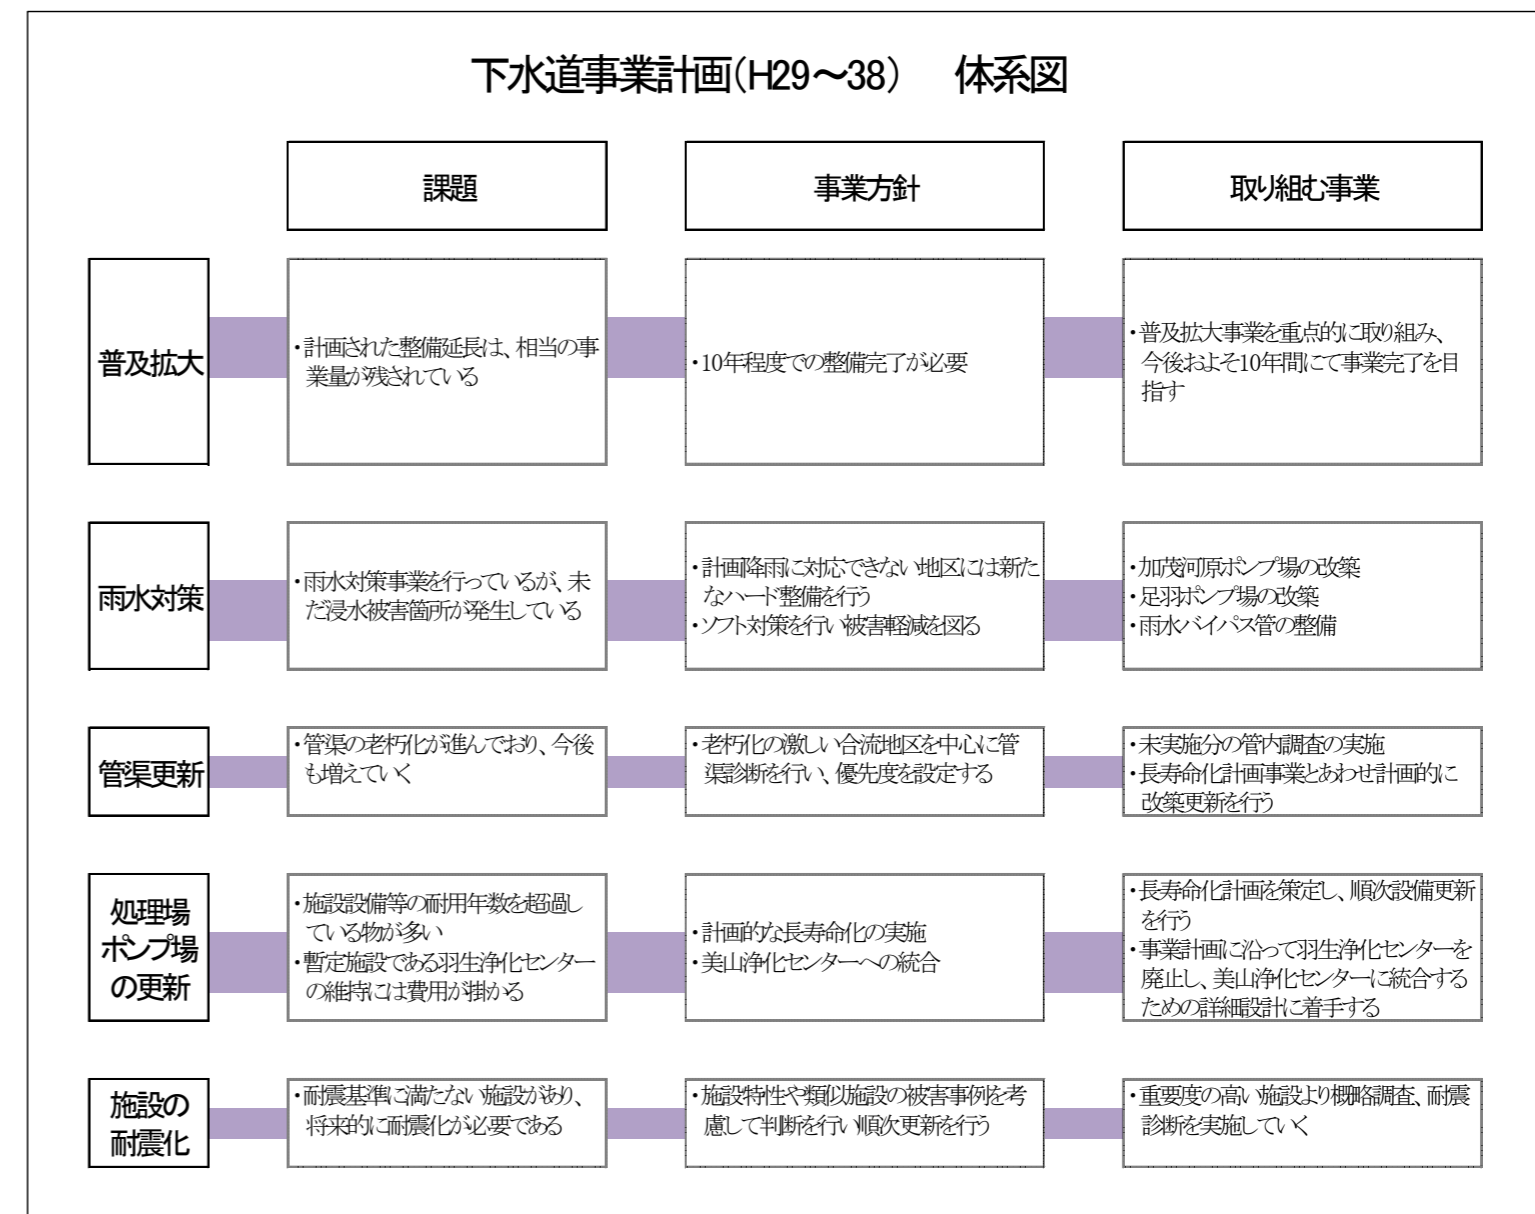 下水道事業計画(H29～38)　体系図
課題
事業方針
取り組む事業
普及拡大
・計画された整備延長は、相当の事
業量が残されている
・10年程度での整備完了が必要
・普及拡大事業を重点的に取り組み、
今後およそ10年間にて事業完了を目
指す
雨水対策
・雨水対策事業を行っているが、未
だ浸水被害箇所が発生している
・計画降雨に対応できない地区には新た
なハード整備を行う
・ソフト対策を行い被害軽減を図る
・加茂河原ポンプ場の改築
・足羽ポンプ場の改築
・雨水バイパス管の整備
管渠更新
・管渠の老朽化が進んでおり、今後
も増えていく
・老朽化の激しい合流地区を中心に管
渠診断を行い、優先度を設定する
・未実施分の管内調査の実施
・長寿命化計画事業とあわせ計画的に
改築更新を行う
処理場
ポンプ場
の更新
・施設設備等の耐用年数を超過し
ている物が多い
・暫定施設である羽生浄化センター
の維持には費用が掛かる
・計画的な長寿命化の実施
・美山浄化センターへの統合
・長寿命化計画を策定し、順次設備更新
を行う
・事業計画に沿って羽生浄化センターを
廃止し、美山浄化センターに統合する
ための詳細設計に着手する
施設の
耐震化
・耐震基準に満たない施設があり、
将来的に耐震化が必要である
・施設特性や類似施設の被害事例を考
慮して判断を行い順次更新を行う
・重要度の高い施設より概略調査、耐震
診断を実施していく